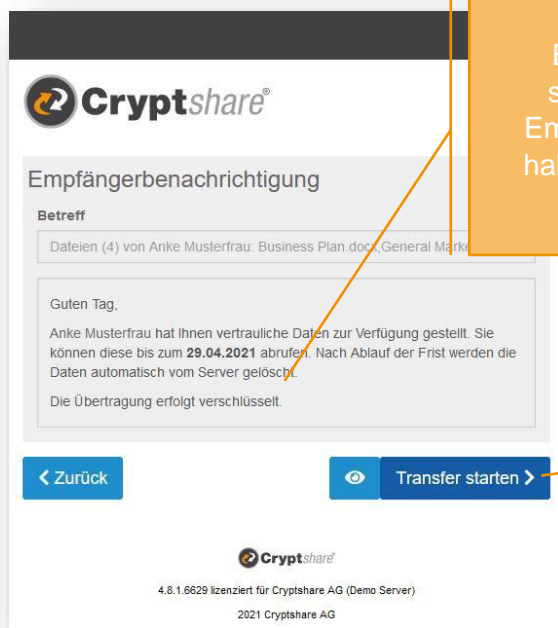 Cryptshare®
Empfängerbenachrichtigung
Betreff
Dateien (4) von Anke Musterfrau: Business Plan.docx,General
Guten Tag,
Anke Musterfrau hat Ihnen vertrauliche Daten zur Verfügung gestellt. Sie
können diese bis zum 29.04.2021 abrufen. Nach Ablauf der Frist werden die
Daten automatisch vom Server gelöscht.
Die Übertragung erfolgt verschlüsselt.
Zurück
Transfer starten
Cryptshare®
4.8.1.6629 lizenziert für Cryptshare AG (Demo Server)
2021 Cryptshare AG